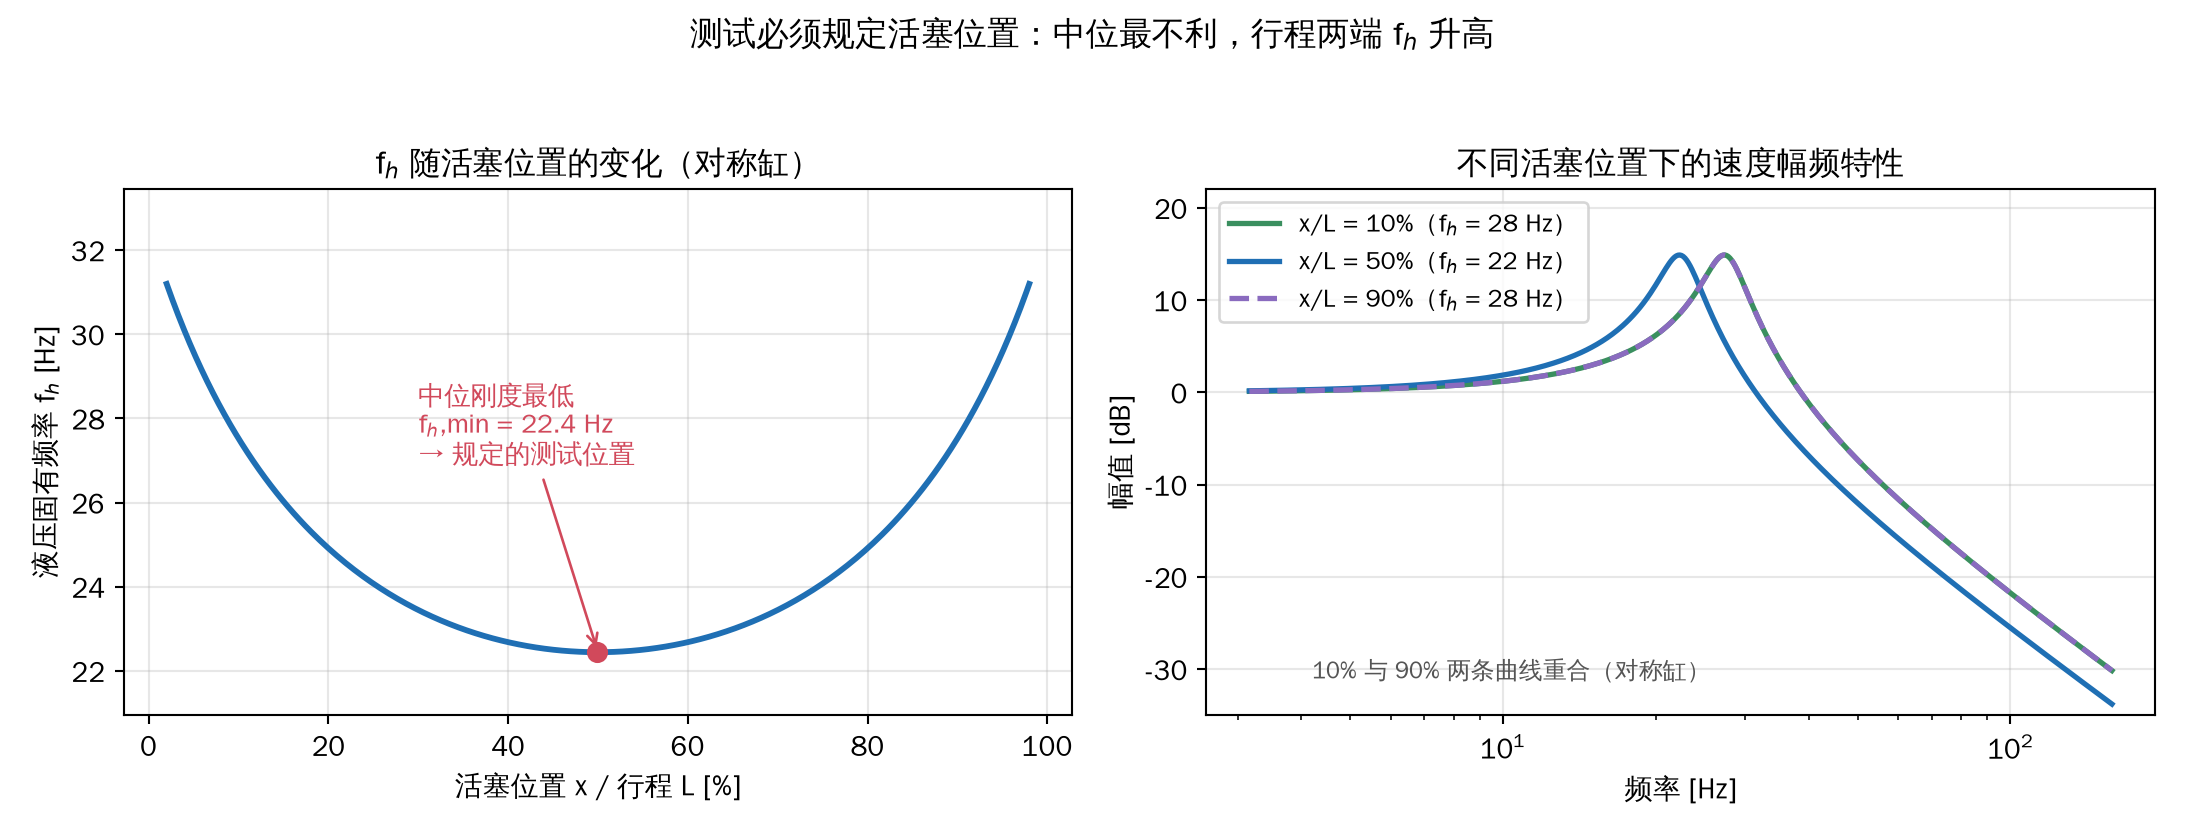 测试必须规定活塞位置：中位最不利，行程两端 fh 升高
fh 随活塞位置的变化（对称缸）
液压固有频率 fh [Hz]
32
30
28
26
24
22
中位刚度最低
fh,min = 22.4 Hz
→ 规定的测试位置
0 20 40 60 80 100
活塞位置 x / 行程 L [%]
不同活塞位置下的速度幅频特性
幅值 [dB]
20
10
0
-10
-20
-30
x/L = 10%（fh = 28 Hz）
x/L = 50%（fh = 22 Hz）
x/L = 90%（fh = 28 Hz）
10% 与 90% 两条曲线重合（对称缸）
10¹ 10²
频率 [Hz]